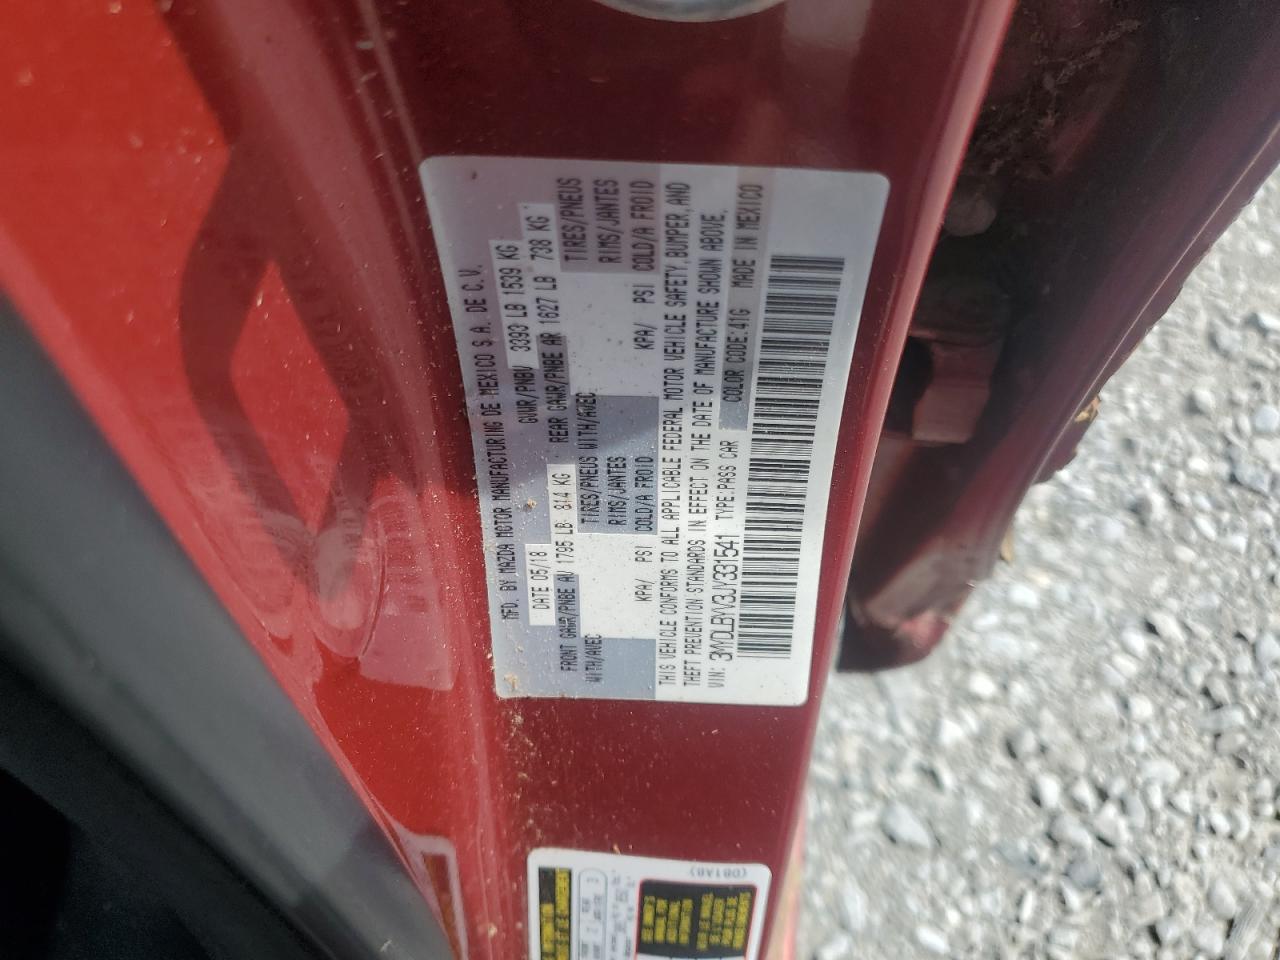 MFD. BY MAZDA MOTOR MANUFACTURING DE MEXICO S.A. DE C.V.
DATE 05/18 GVWR/PNBV 3393 LB 1539 KG
FRONT GAWR/PNBE AV 1795 LB 814 KG REAR GAWR/PNBE AR 1627 LB 738 KG
WITH/AVEC TIRES/PNEUS WITH/AVEC TIRES/PNEUS
RIMS/JANTES RIMS/JANTES
KPA/ PSI COLD/A FROID KPA/ PSI COLD/A FROID
THIS VEHICLE CONFORMS TO ALL APPLICABLE FEDERAL MOTOR VEHICLE SAFETY, BUMPER, AND
THEFT PREVENTION STANDARDS IN EFFECT ON THE DATE OF MANUFACTURE SHOWN ABOVE.
VIN: 3MYDLBYV3JY331541 TYPE:PASS CAR COLOR CODE:41G MADE IN MEXICO
(DB1A8)